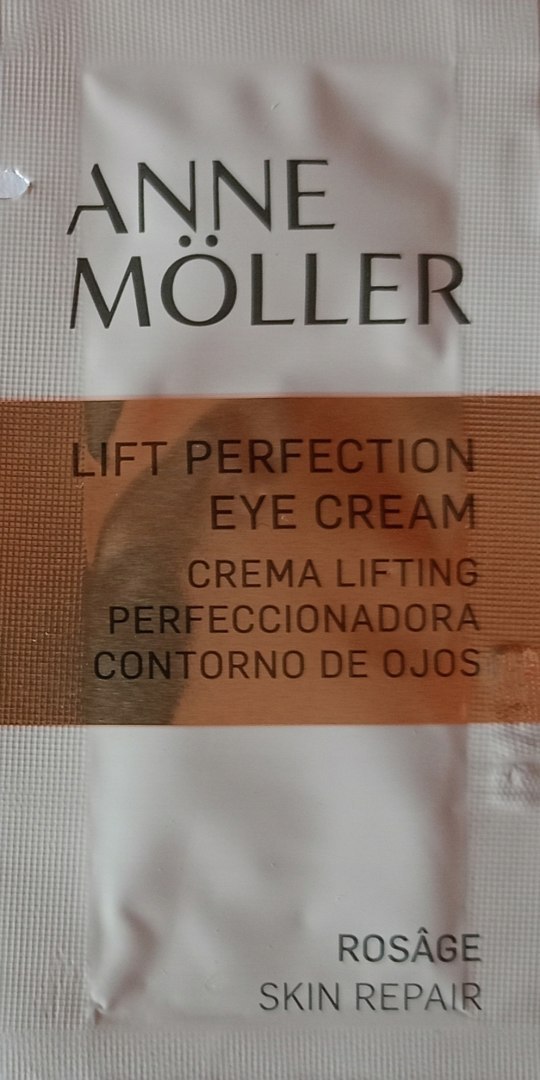 ANNE
MÖLLER
LIFT PERFECTION
EYE CREAM
CREMA LIFTING
PERFECCIONADORA
CONTORNO DE OJOS
ROSÂGE
SKIN REPAIR